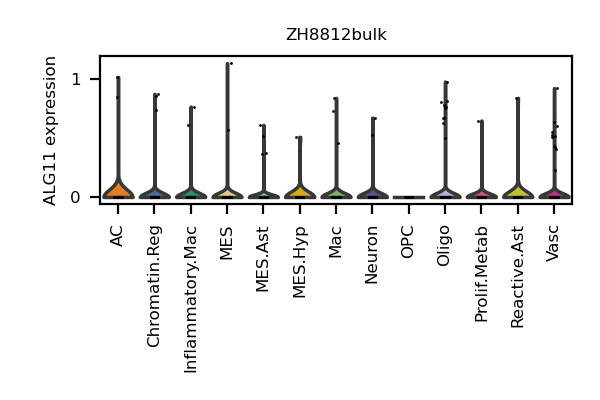 ZH8812bulk
ALG11 expression
1
0
AC
Chromatin.Reg
Inflammatory.Mac
MES
MES.Ast
MES.Hyp
Mac
Neuron
OPC
Oligo
Prolif.Metab
Reactive.Ast
Vasc